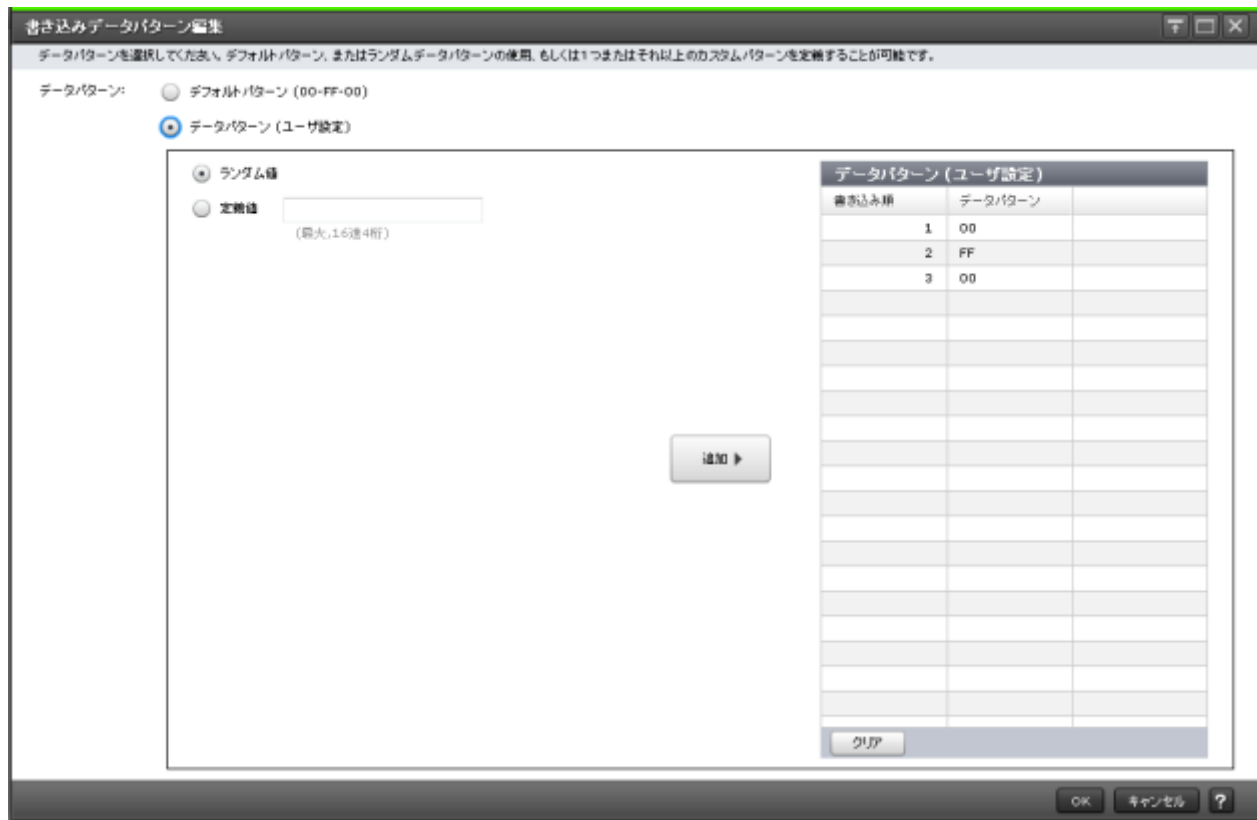 書き込みデータパターン編集
データパターンを選択してください。デフォルトパターン、またはランダムデータパターンの使用、もしくは1つまたはそれ以上のカスタムパターンを定義することが可能です。
データパターン:
デフォルトパターン (00-FF-00)
データパターン (ユーザ設定)
ランダム値
定義値
(最大,16進4桁)
追加
データパターン (ユーザ設定)
書き込み順 データパターン
1 00
2 FF
3 00
クリア
OK キャンセル ?